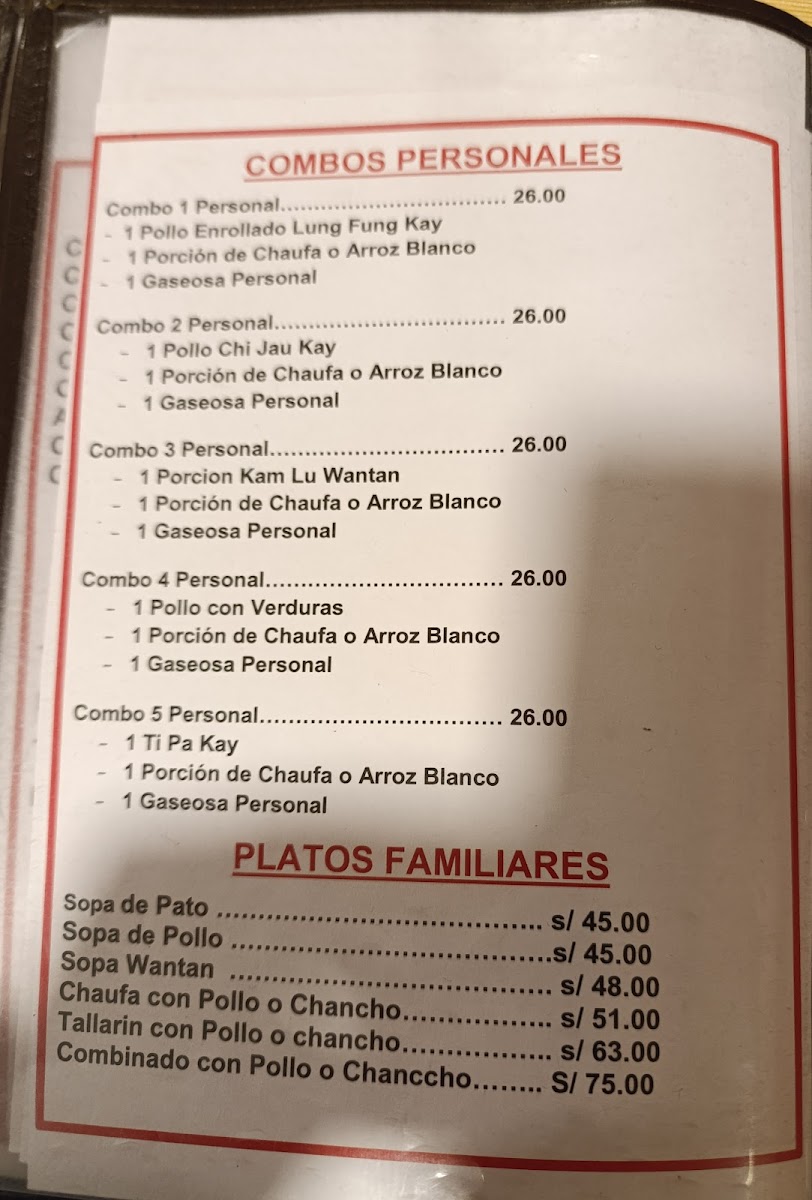 COMBOS PERSONALES
Combo 1 Personal................................ 26.00
- 1 Pollo Enrollado Lung Fung Kay
- 1 Porción de Chaufa o Arroz Blanco
- 1 Gaseosa Personal
Combo 2 Personal................................. 26.00
- 1 Pollo Chi Jau Kay
- 1 Porción de Chaufa o Arroz Blanco
- 1 Gaseosa Personal
Combo 3 Personal................................. 26.00
- 1 Porcion Kam Lu Wantan
- 1 Porción de Chaufa o Arroz Blanco
- 1 Gaseosa Personal
Combo 4 Personal................................. 26.00
- 1 Pollo con Verduras
- 1 Porción de Chaufa o Arroz Blanco
- 1 Gaseosa Personal
Combo 5 Personal................................. 26.00
- 1 Ti Pa Kay
- 1 Porción de Chaufa o Arroz Blanco
- 1 Gaseosa Personal
PLATOS FAMILIARES
Sopa de Pato ....................................... s/ 45.00
Sopa de Pollo ......................................s/ 45.00
Sopa Wantan ...................................... s/ 48.00
Chaufa con Pollo o Chancho.................. s/ 51.00
Tallarin con Pollo o chancho.................. s/ 63.00
Combinado con Pollo o Chanccho........ S/ 75.00